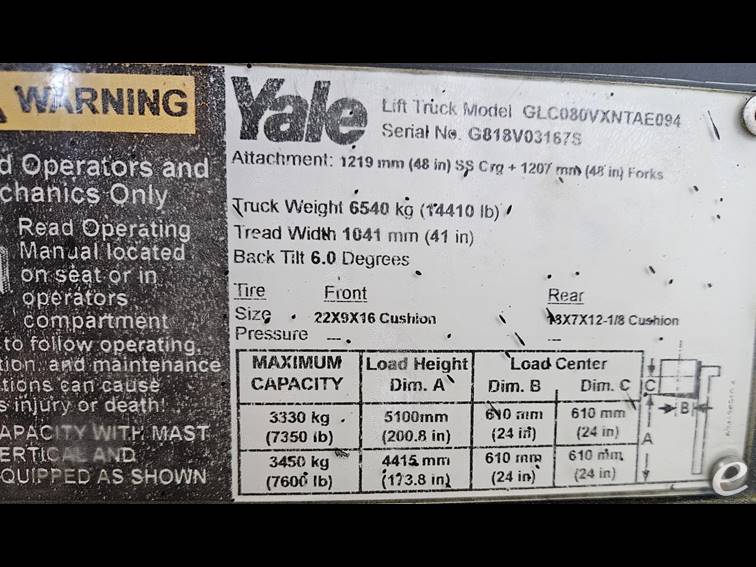 WARNING
d Operators and
chanics Only
Read Operating
Manual located
on seat or in
operators
compartment
to follow operating,
tion, and maintenance
tions can cause
s injury or death!
APACITY WITH MAST
ERTICAL AND
QUIPPED AS SHOWN
Yale
Lift Truck Model GLC080VXNTAE094
Serial No. G818V03167S
Attachment: 1219 mm (48 in) SS Crg + 1207 mm (48 in) Forks
Truck Weight 6540 kg (14410 lb)
Tread Width 1041 mm (41 in)
Back Tilt 6.0 Degrees
Tire Front Rear
Size 22X9X16 Cushion 18X7X12-1/8 Cushion
Pressure --- ---
MAXIMUM Load Height Load Center
CAPACITY Dim. A Dim. B Dim. C
3330 kg 5100mm 610 mm 610 mm
(7350 lb) (200.8 in) (24 in) (24 in)
3450 kg 4415 mm 610 mm 610 mm
(7600 lb) (173.8 in) (24 in) (24 in)
C
B
A
e